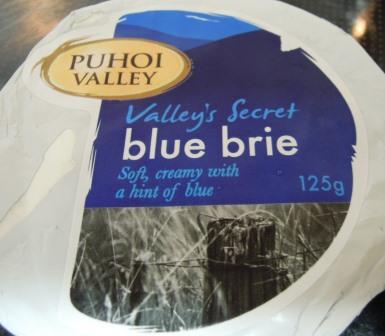 PUHOI
VALLEY
Valley's Secret
blue brie
Soft, creamy with
a hint of blue
125g